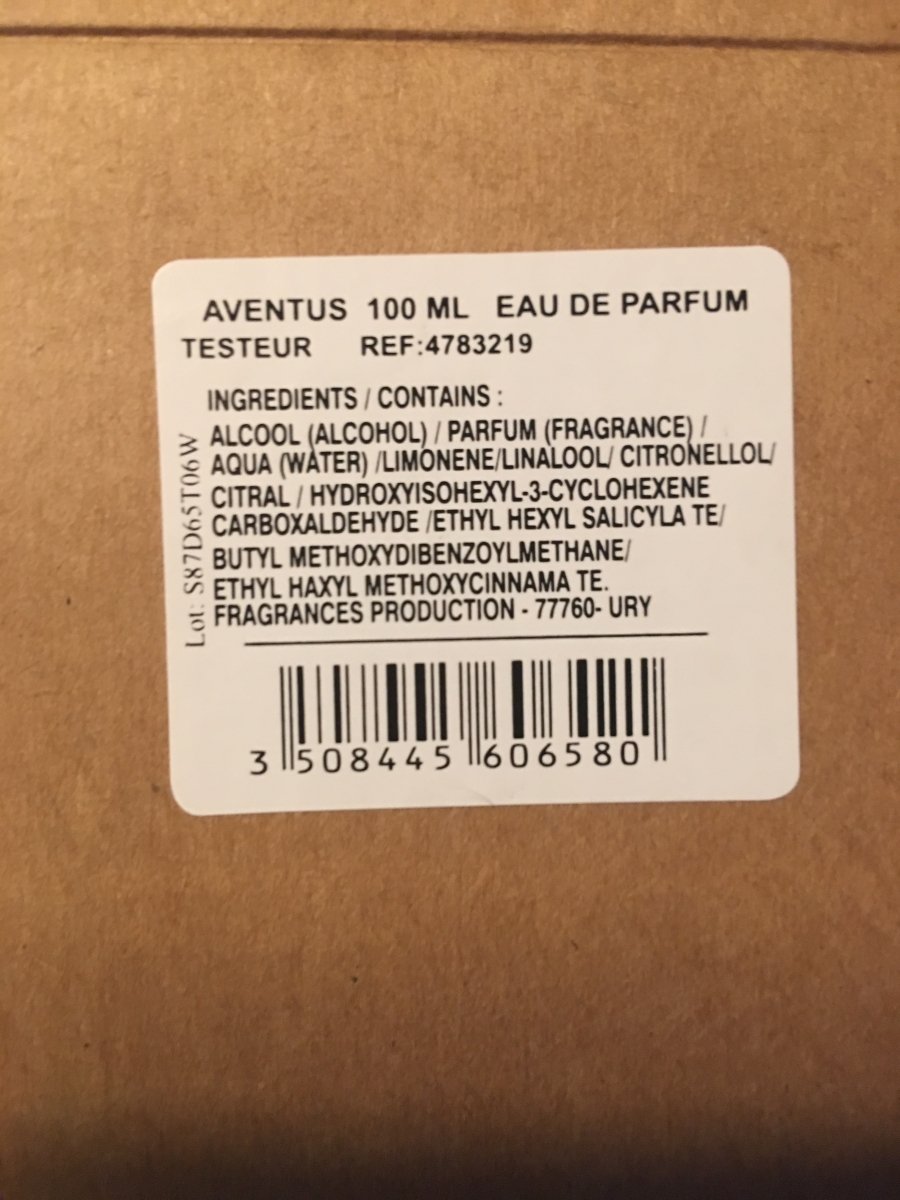 AVENTUS 100 ML EAU DE PARFUM
TESTEUR REF:4783219
INGREDIENTS / CONTAINS :
ALCOOL (ALCOHOL) / PARFUM (FRAGRANCE) /
AQUA (WATER) /LIMONENE/LINALOOL/ CITRONELLOL/
CITRAL / HYDROXYISOHEXYL-3-CYCLOHEXENE
CARBOXALDEHYDE /ETHYL HEXYL SALICYLA TE/
BUTYL METHOXYDIBENZOYLMETHANE/
ETHYL HAXYL METHOXYCINNAMA TE.
FRAGRANCES PRODUCTION - 77760- URY
Lot: S87D65T06W
3 508445 606580